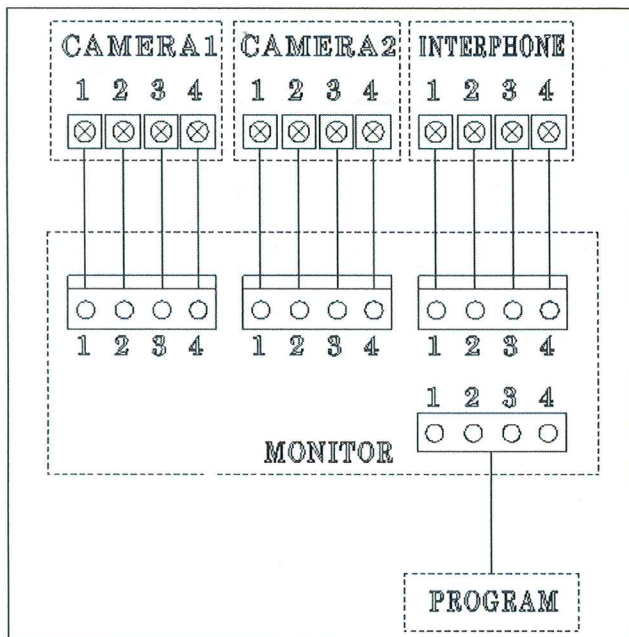 CAMERA1 CAMERA2 INTERPHONE
1 2 3 4 1 2 3 4 1 2 3 4
1 2 3 4 1 2 3 4 1 2 3 4
1 2 3 4
MONITOR
PROGRAM